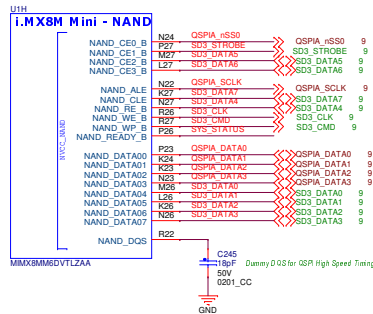 U1H
i.MX8M Mini - NAND
NAND_CE0_B N24 QSPIA_nSS0 QSPIA_nSS0 9
NAND_CE1_B P27 SD3_STROBE SD3_STROBE 9
NAND_CE2_B M27 SD3_DATA5 SD3_DATA5 9
NAND_CE3_B L27 SD3_DATA6 SD3_DATA6 9
NAND_ALE N22 QSPIA_SCLK QSPIA_SCLK 9
NAND_CLE K27 SD3_DATA7 SD3_DATA7 9
NAND_RE_B N27 SD3_DATA4 SD3_DATA4 9
NAND_WE_B R26 SD3_CLK SD3_CLK 9
NAND_WP_B R27 SD3_CMD SD3_CMD 9
NAND_READY_B P26 SYS_STATUS
NVCC_NAND
NAND_DATA00 P23 QSPIA_DATA0 QSPIA_DATA0 9
NAND_DATA01 K24 QSPIA_DATA1 QSPIA_DATA1 9
NAND_DATA02 K23 QSPIA_DATA2 QSPIA_DATA2 9
NAND_DATA03 N23 QSPIA_DATA3 QSPIA_DATA3 9
NAND_DATA04 M26 SD3_DATA0 SD3_DATA0 9
NAND_DATA05 L26 SD3_DATA1 SD3_DATA1 9
NAND_DATA06 K26 SD3_DATA2 SD3_DATA2 9
NAND_DATA07 N26 SD3_DATA3 SD3_DATA3 9
NAND_DQS R22
MIMX8MM6DVTLZAA
C245
18pF Dummy DQS for QSPI High Speed Timing
50V
0201_CC
GND